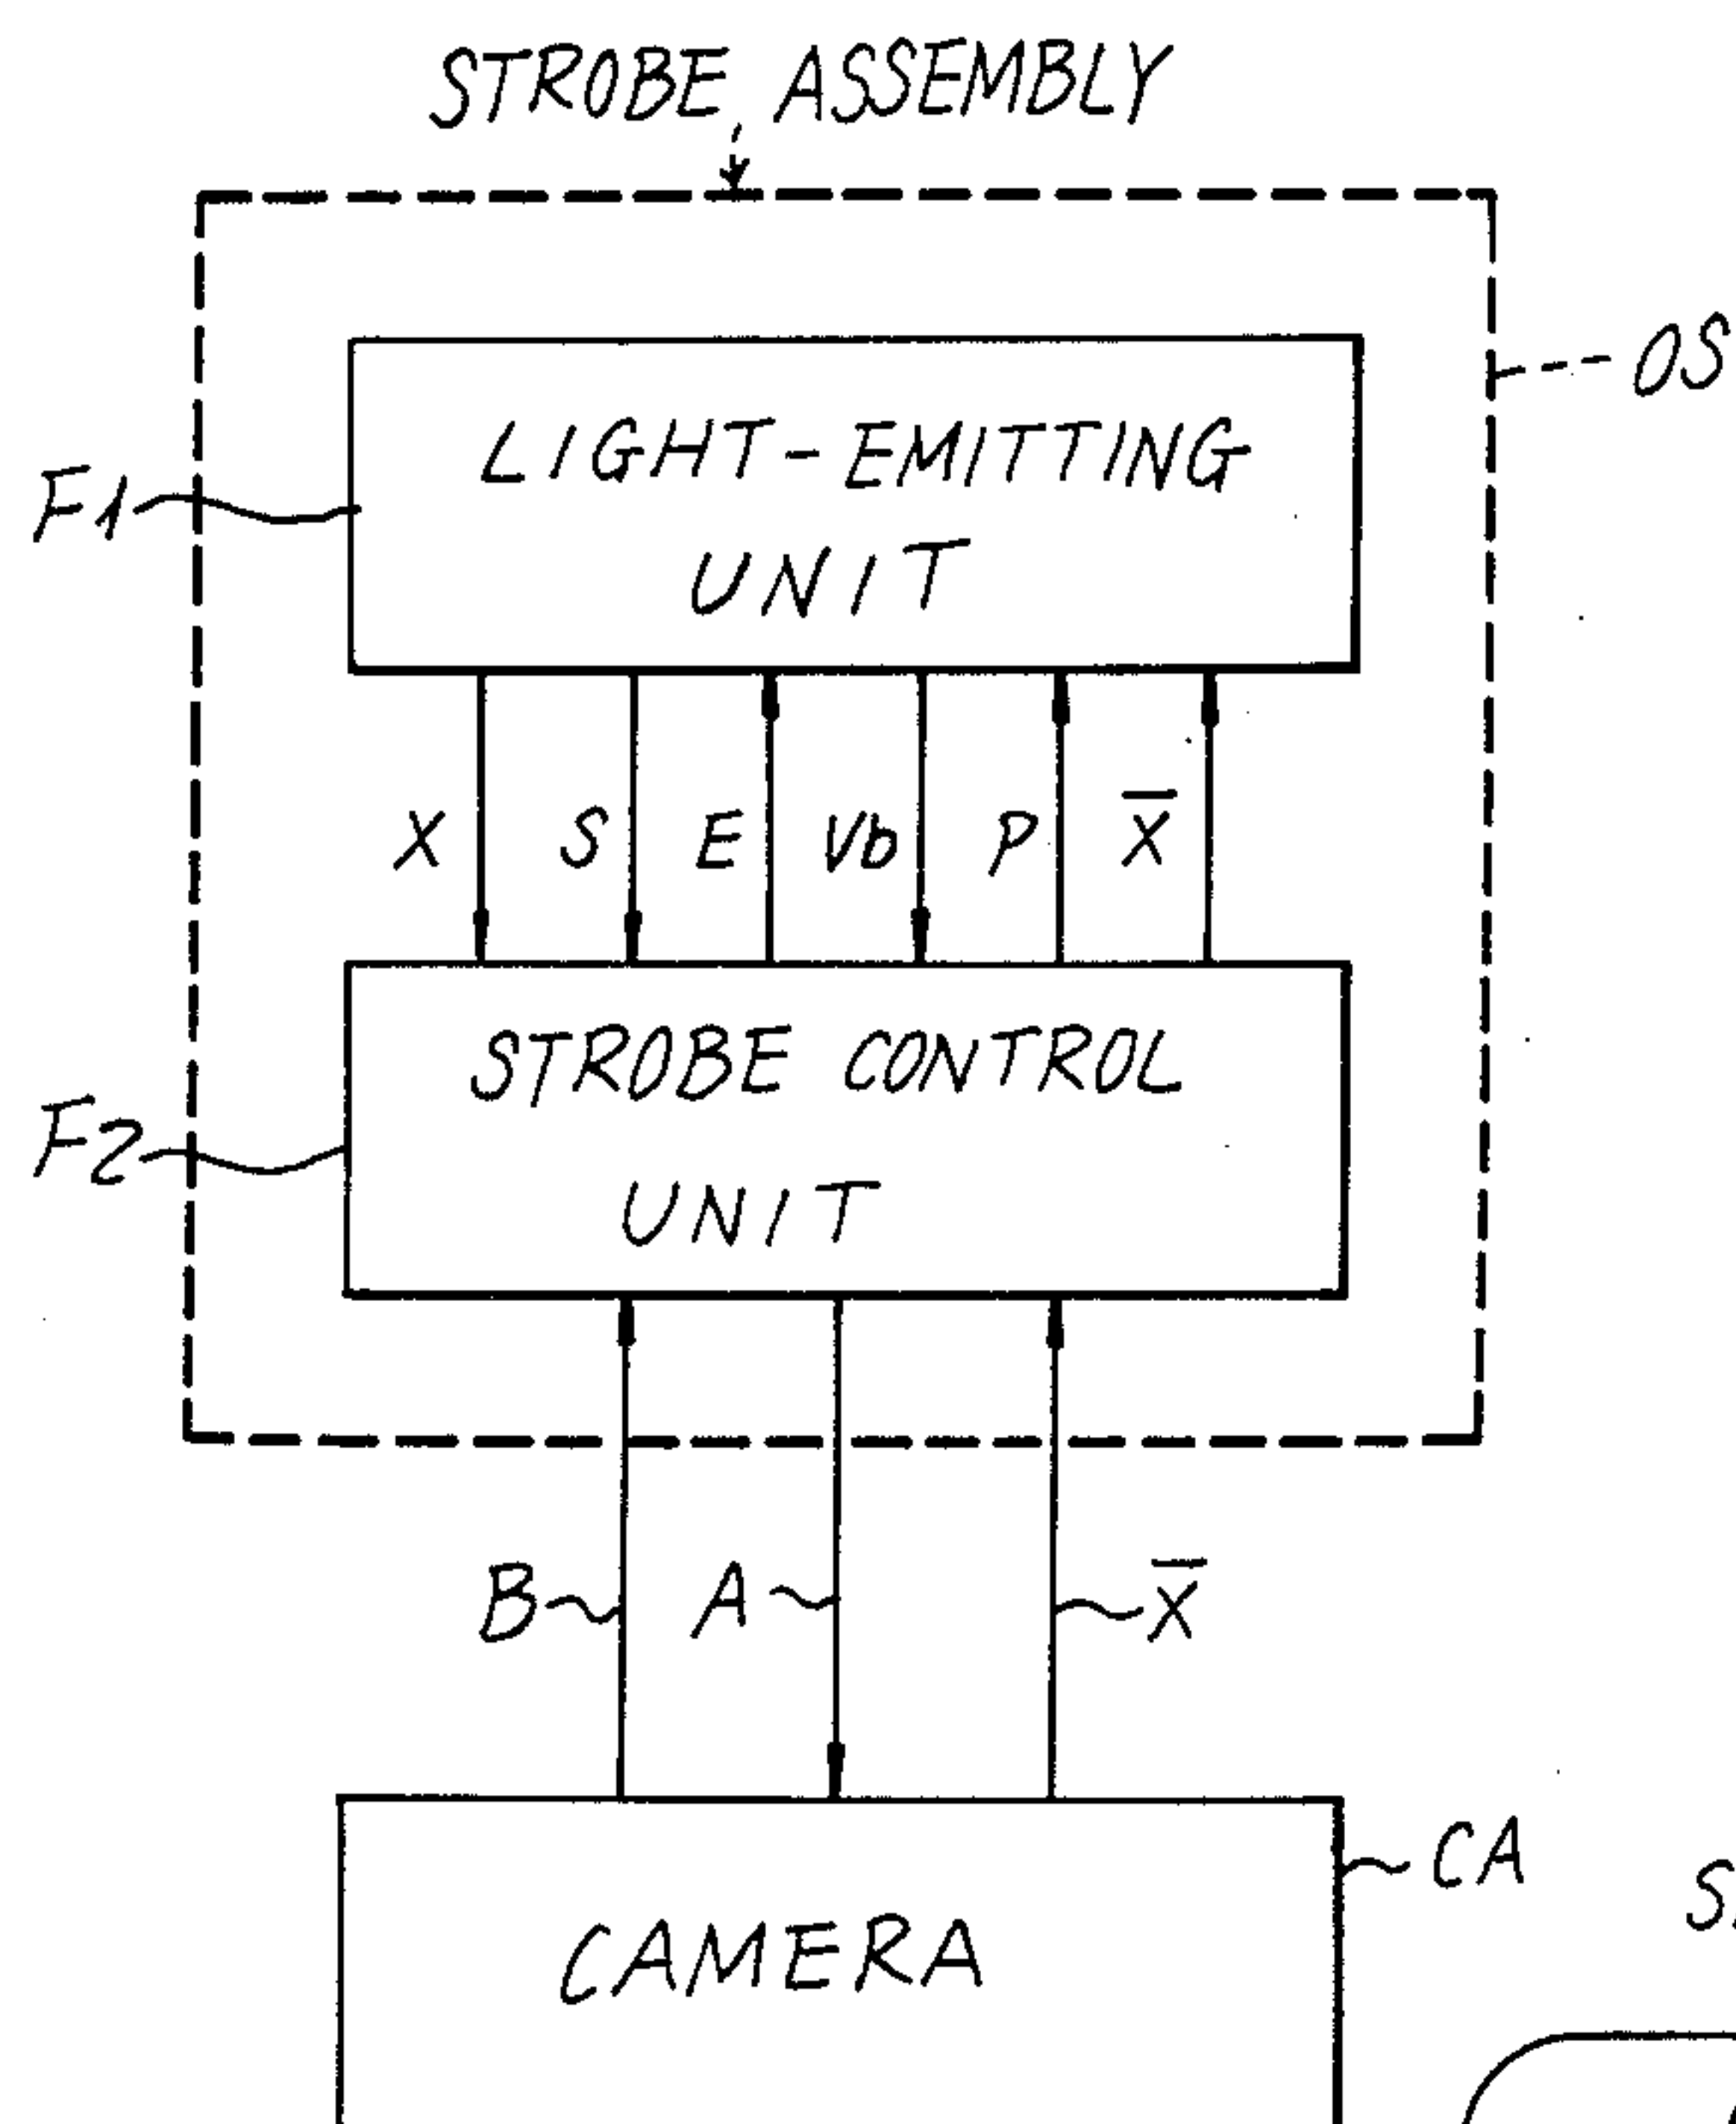 STROBE ASSEMBLY
OS
LIGHT-EMITTING
F1
UNIT
X S E Vb P X̅
STROBE CONTROL
F2
UNIT
B A X̅
CA
CAMERA